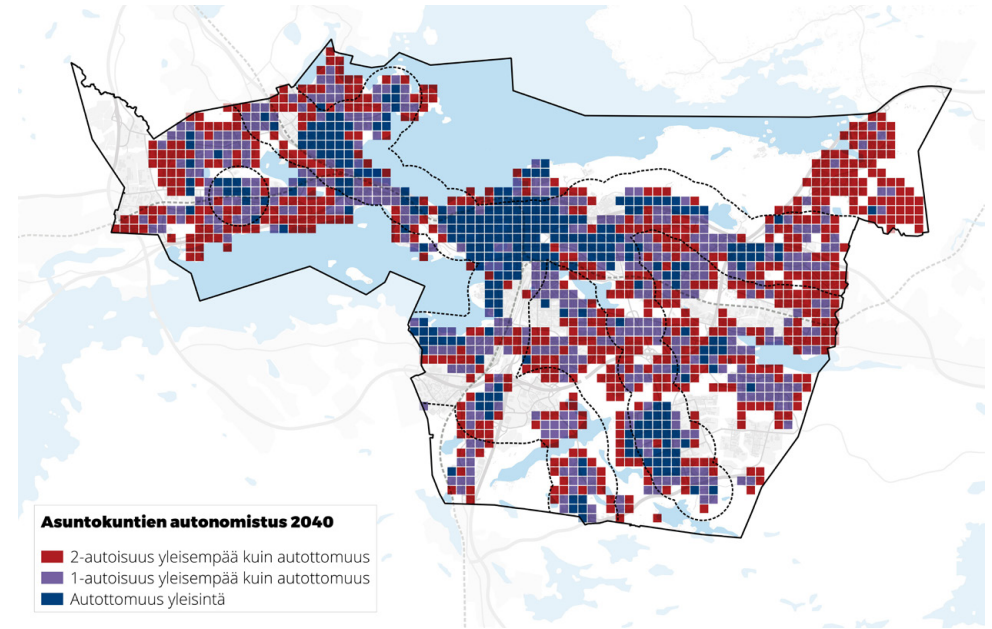 Asuntokuntien autonomistus 2040
2-autoisuus yleisempää kuin autottomuus
1-autoisuus yleisempää kuin autottomuus
Autottomuus yleisintä